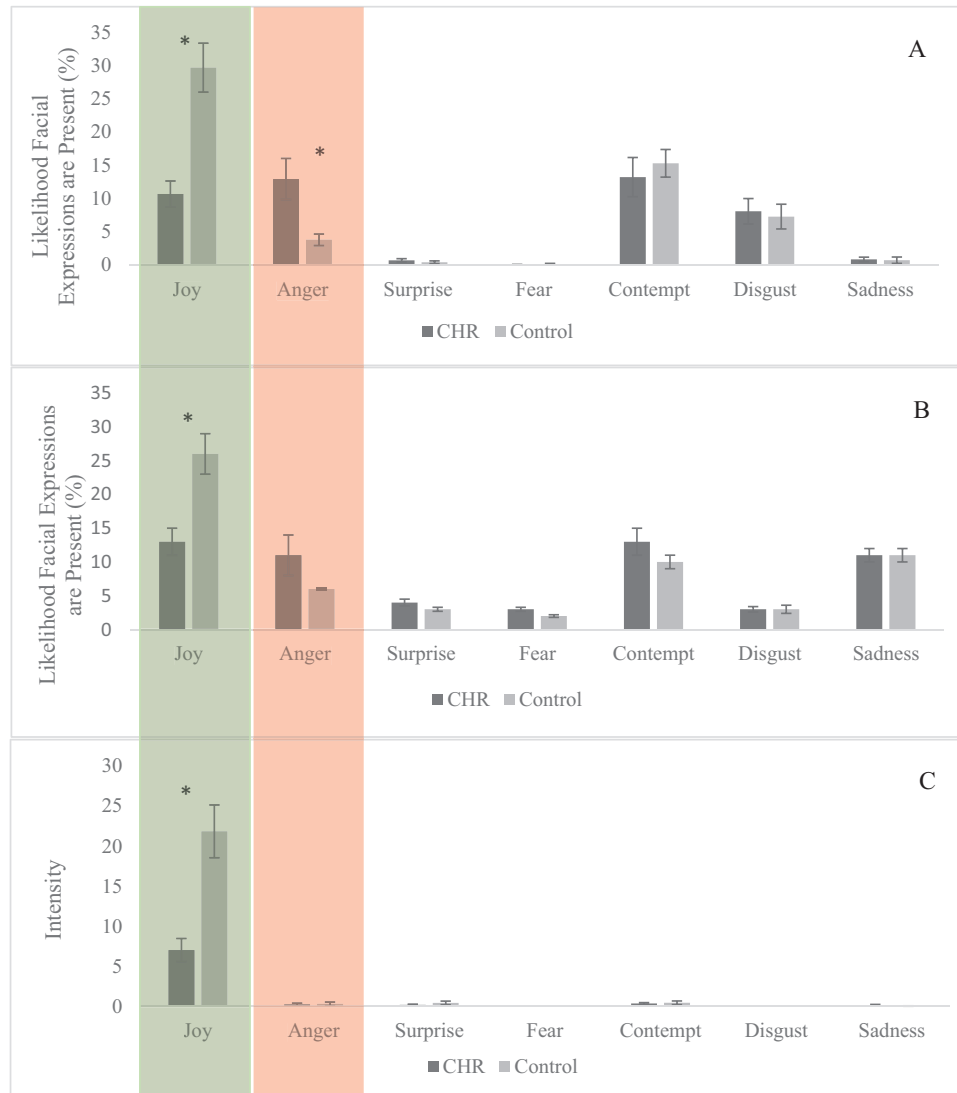 A
Likelihood Facial
Expressions are Present (%)
35
30
25
20
15
10
5
0
*
*
Joy Anger Surprise Fear Contempt Disgust Sadness
CHR Control
B
Likelihood Facial Expressions
are Present (%)
35
30
25
20
15
10
5
0
*
Joy Anger Surprise Fear Contempt Disgust Sadness
CHR Control
C
Intensity
30
25
20
15
10
5
0
*
Joy Anger Surprise Fear Contempt Disgust Sadness
CHR Control